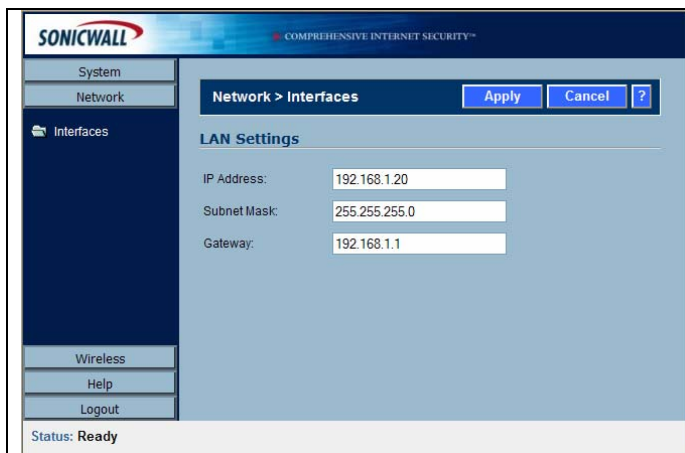 SONICWALL
COMPREHENSIVE INTERNET SECURITY™
System
Network
Interfaces
Wireless
Help
Logout
Network > Interfaces
Apply
Cancel
?
LAN Settings
IP Address: 192.168.1.20
Subnet Mask: 255.255.255.0
Gateway: 192.168.1.1
Status: Ready